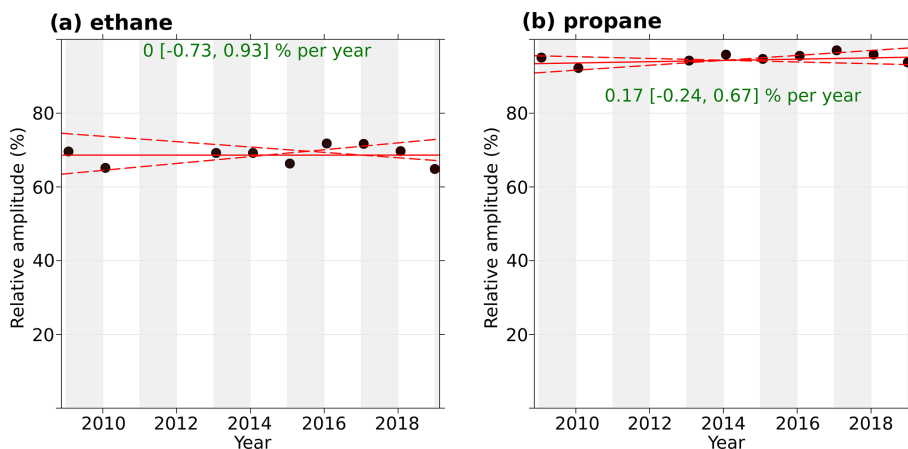 (a) ethane
0 [-0.73, 0.93] % per year
Relative amplitude (%)
80
60
40
20
2010 2012 2014 2016 2018
Year
(b) propane
0.17 [-0.24, 0.67] % per year
Relative amplitude (%)
80
60
40
20
2010 2012 2014 2016 2018
Year